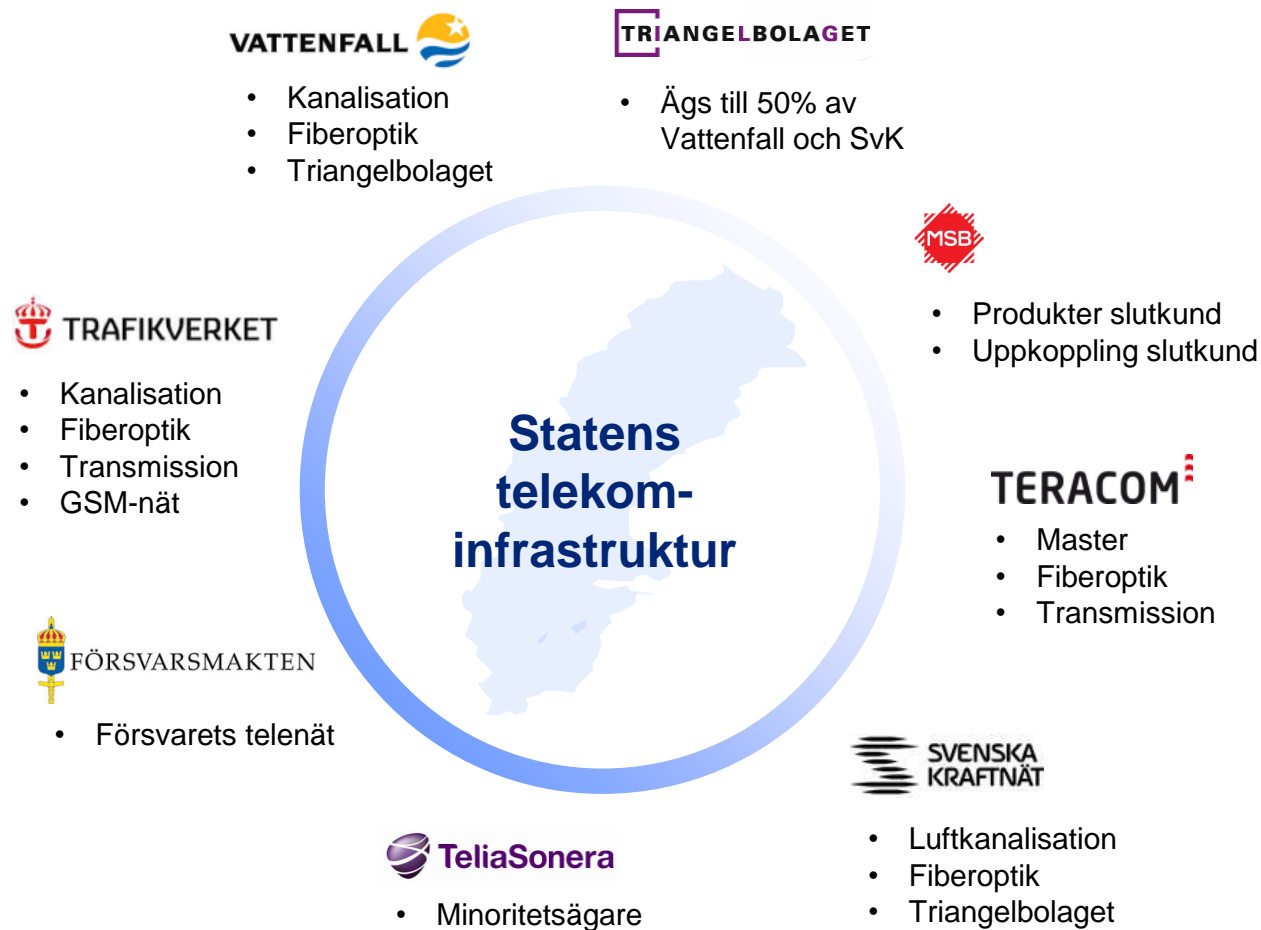 VATTENFALL
• Kanalisation
• Fiberoptik
• Triangelbolaget
TRIANGELBOLAGET
• Ägs till 50% av
Vattenfall och SvK
MSB
• Produkter slutkund
• Uppkoppling slutkund
TRAFIKVERKET
• Kanalisation
• Fiberoptik
• Transmission
• GSM-nät
Statens
telekom-
infrastruktur
TERACOM
• Master
• Fiberoptik
• Transmission
FÖRSVARSMAKTEN
• Försvarets telenät
SVENSKA
KRAFTNÄT
• Luftkanalisation
• Fiberoptik
• Triangelbolaget
TeliaSonera
• Minoritetsägare